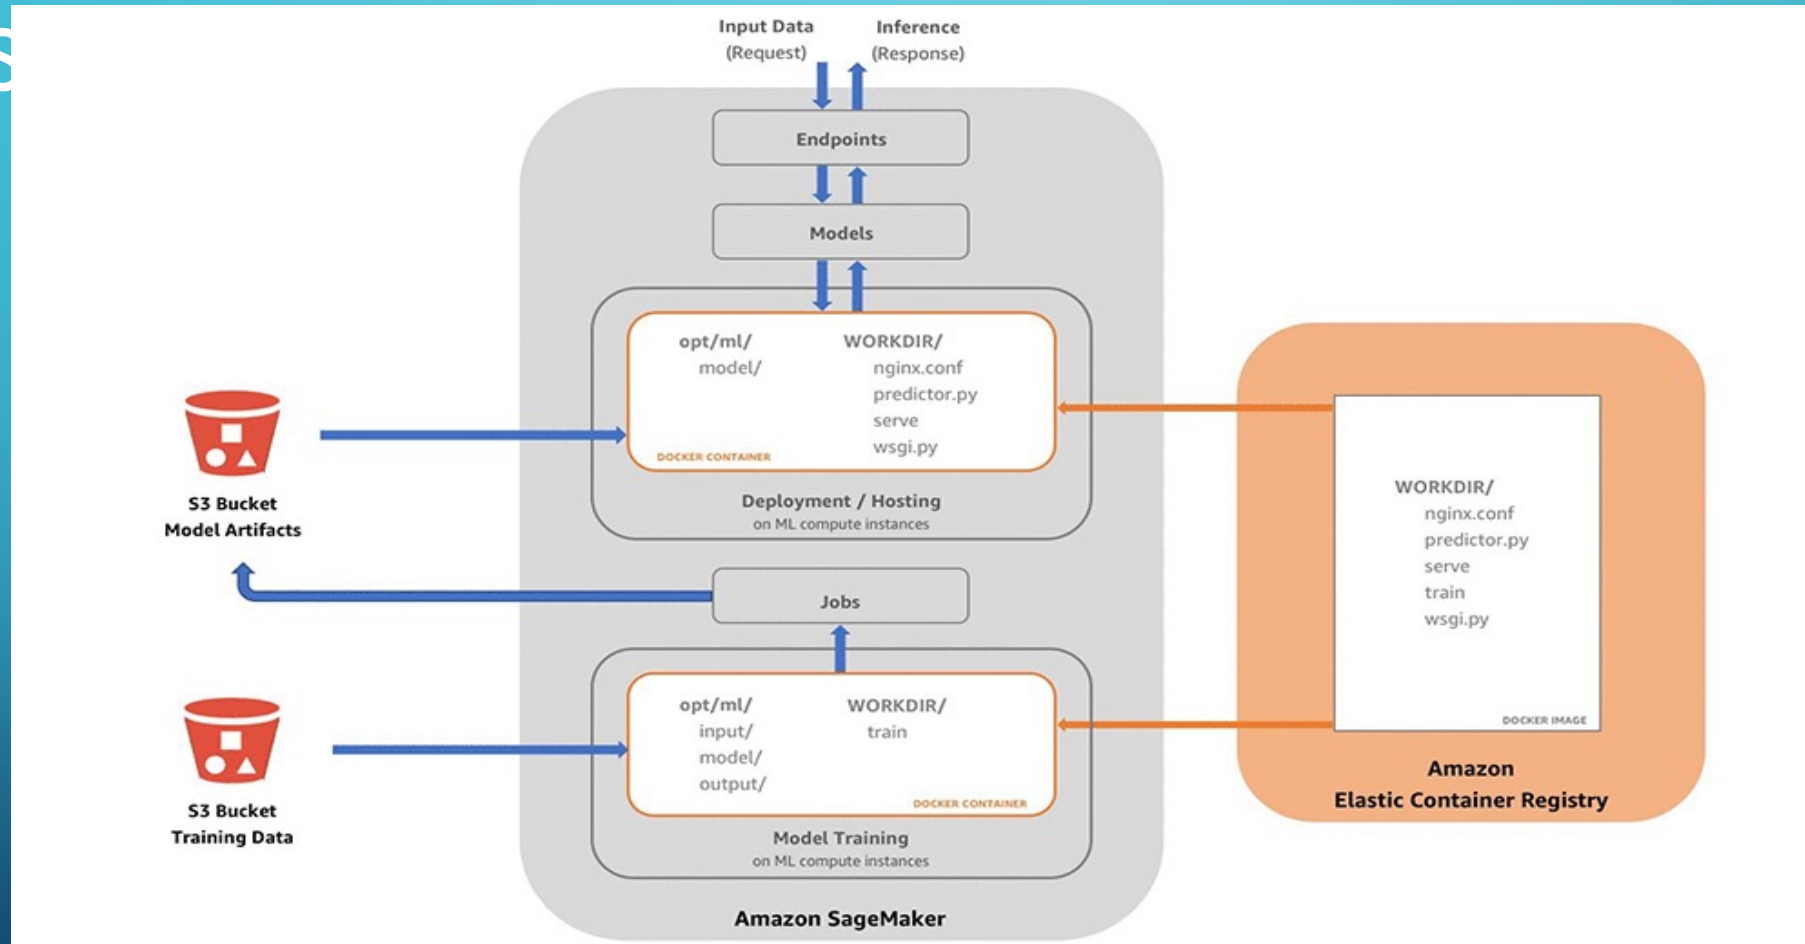 S
Input Data
(Request)
Inference
(Response)
Endpoints
Models
opt/ml/
model/
WORKDIR/
nginx.conf
predictor.py
serve
wsgi.py
DOCKER CONTAINER
Deployment / Hosting
on ML compute instances
S3 Bucket
Model Artifacts
Jobs
opt/ml/
input/
model/
output/
WORKDIR/
train
DOCKER CONTAINER
Model Training
on ML compute instances
S3 Bucket
Training Data
Amazon SageMaker
WORKDIR/
nginx.conf
predictor.py
serve
train
wsgi.py
DOCKER IMAGE
Amazon
Elastic Container Registry